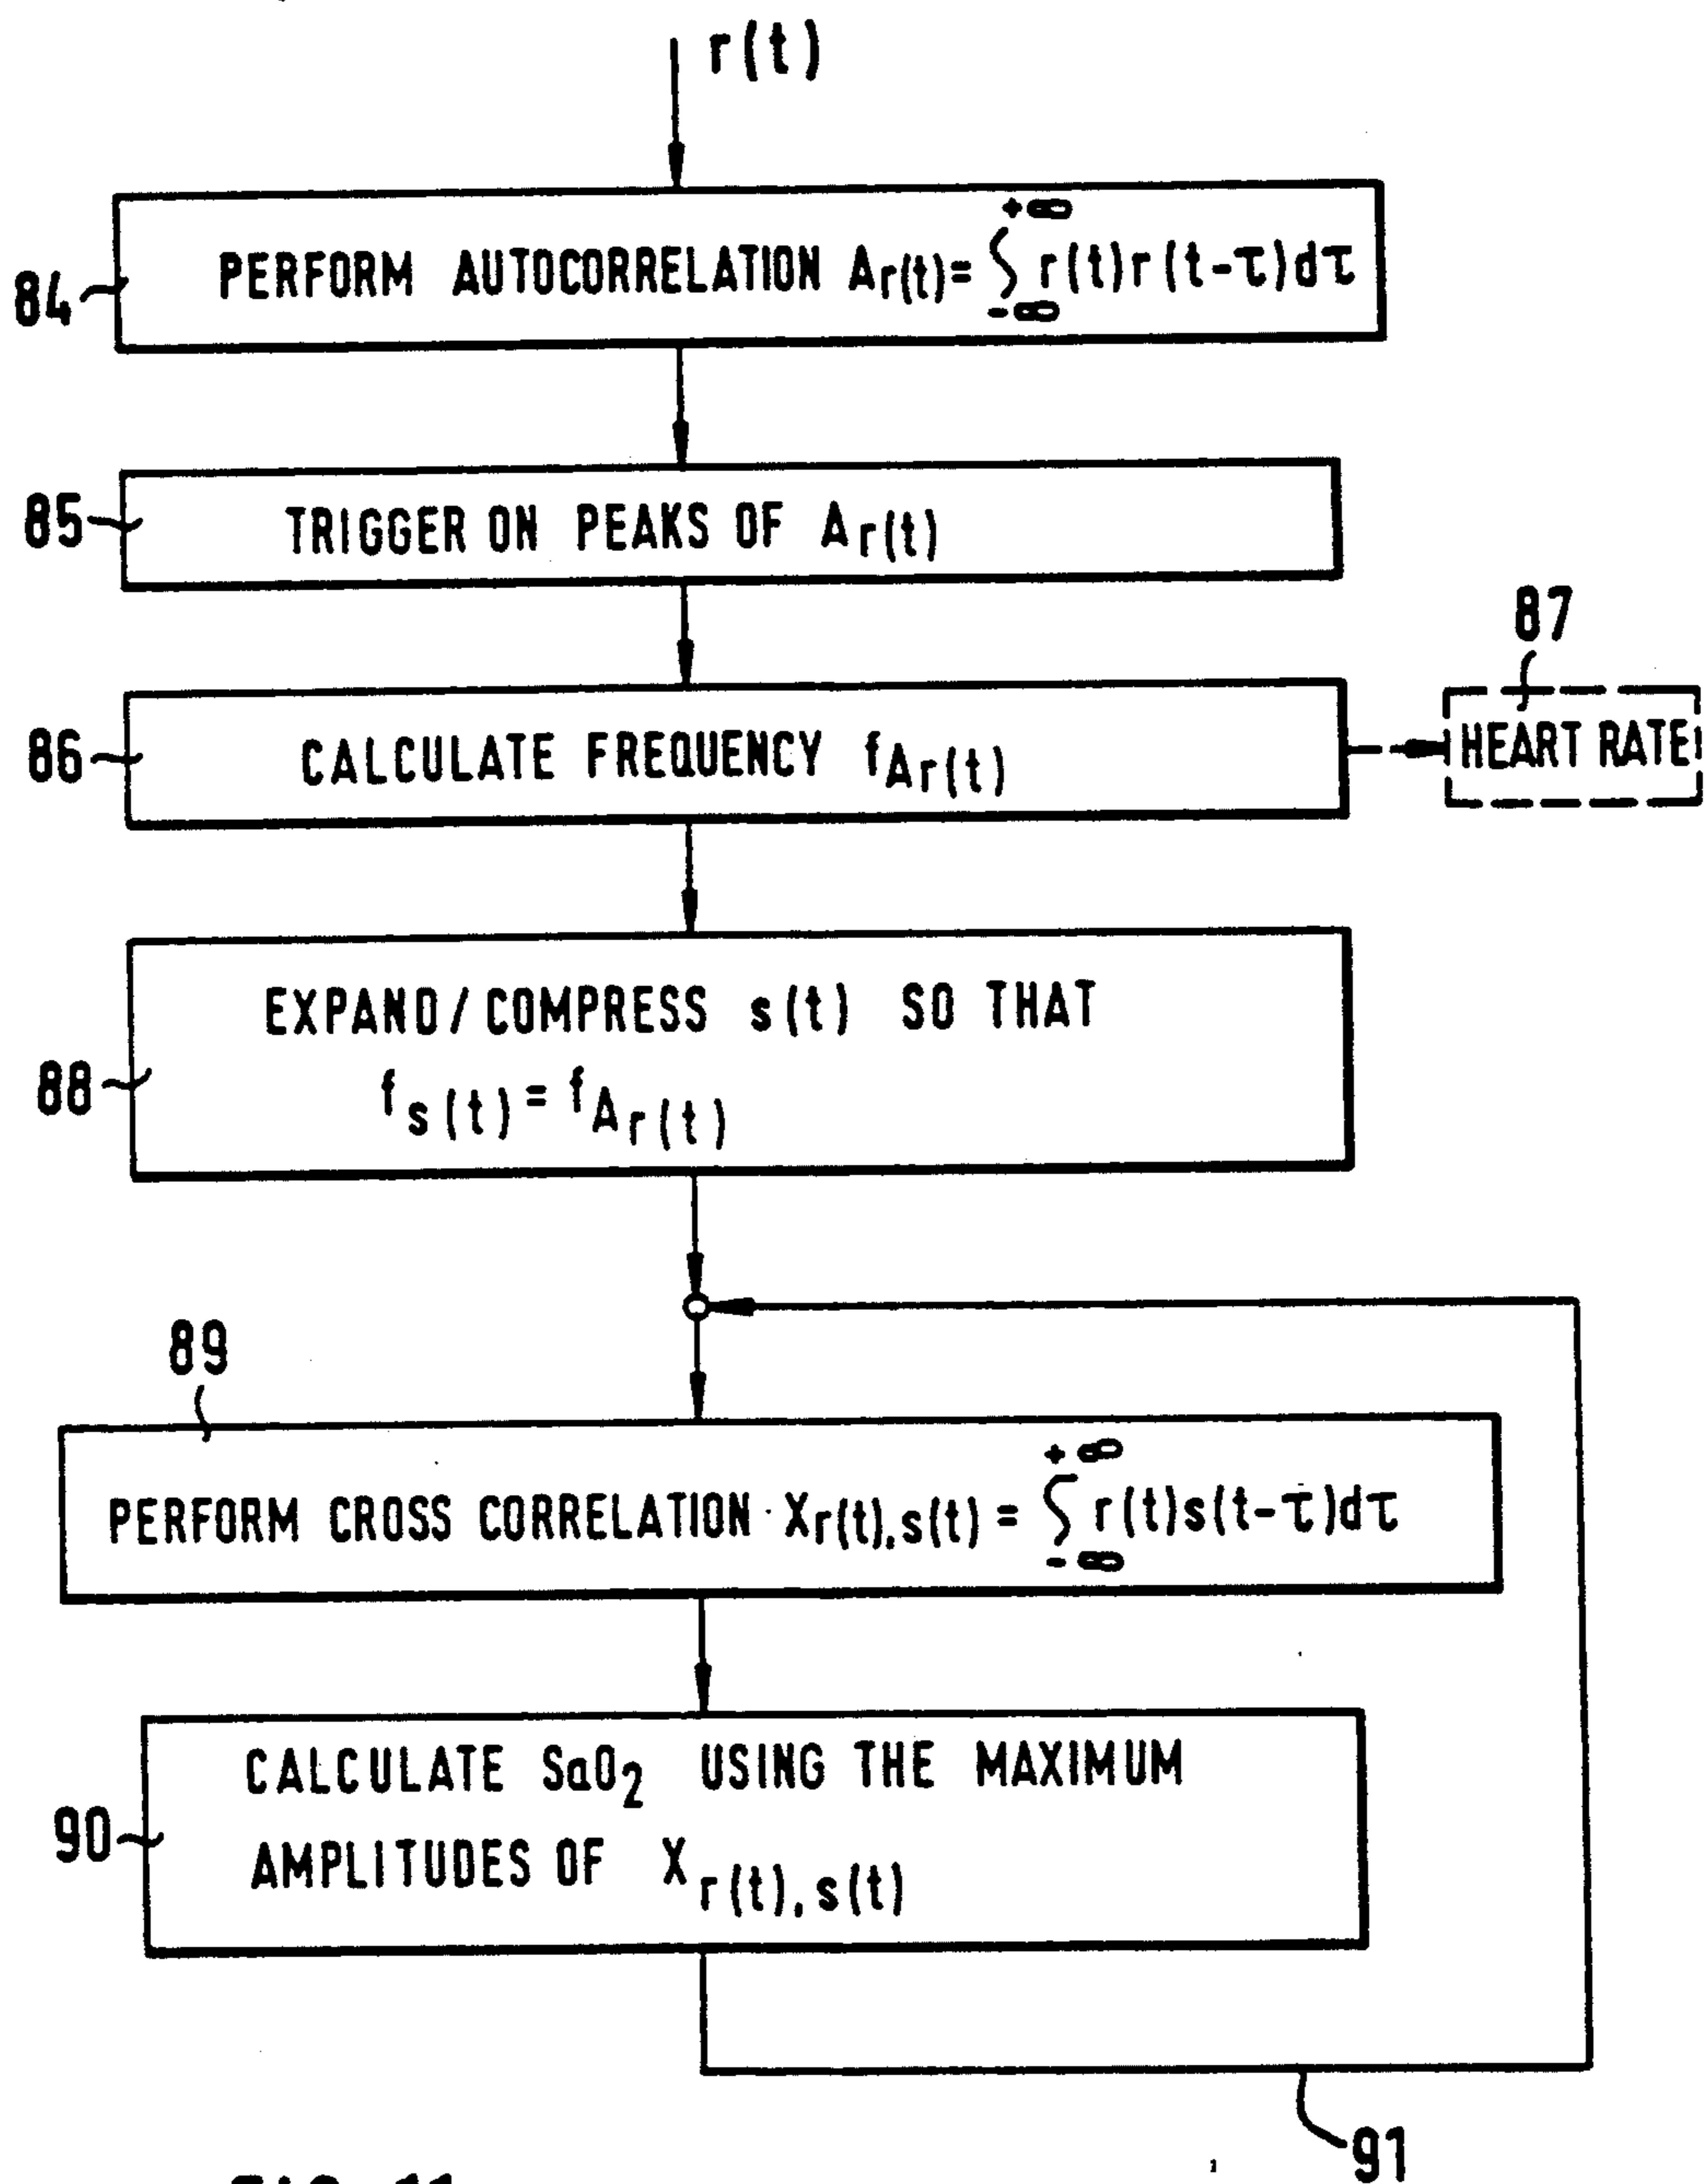 r(t)
84
PERFORM AUTOCORRELATION Ar(t)= ∫ r(t)r(t-τ)dτ
+∞
-∞
85
TRIGGER ON PEAKS OF Ar(t)
87
86
CALCULATE FREQUENCY fAr(t)
HEART RATE
88
EXPAND/COMPRESS s(t) SO THAT
fs(t)=fAr(t)
89
PERFORM CROSS CORRELATION Xr(t),s(t) = ∫ r(t)s(t-τ)dτ
+∞
-∞
90
CALCULATE SaO2 USING THE MAXIMUM
AMPLITUDES OF Xr(t),s(t)
91